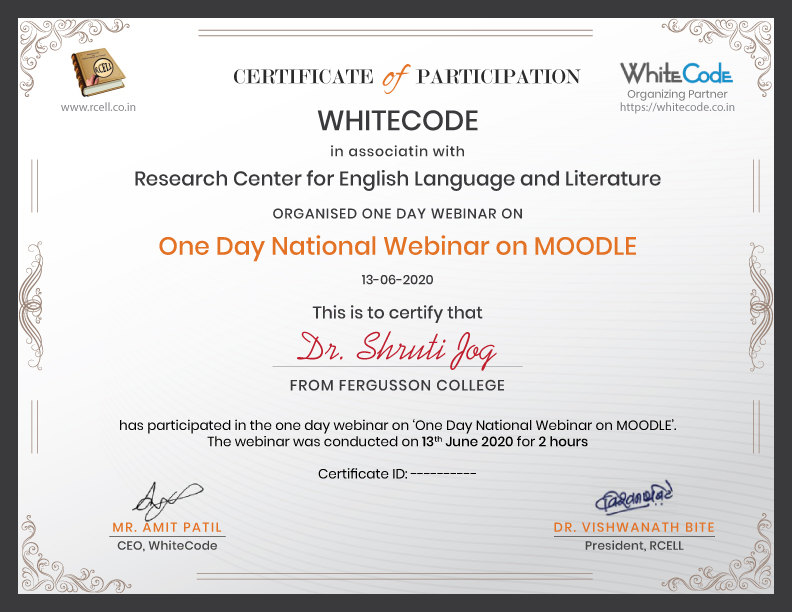 RCELL
www.rcell.co.in
CERTIFICATE of PARTICIPATION
WhiteCode
Organizing Partner
https://whitecode.co.in
WHITECODE
in associatin with
Research Center for English Language and Literature
ORGANISED ONE DAY WEBINAR ON
One Day National Webinar on MOODLE
13-06-2020
This is to certify that
Dr. Shruti Jog
FROM FERGUSSON COLLEGE
has participated in the one day webinar on ‘One Day National Webinar on MOODLE’.
The webinar was conducted on 13th June 2020 for 2 hours
Certificate ID: ----------
MR. AMIT PATIL
CEO, WhiteCode
DR. VISHWANATH BITE
President, RCELL